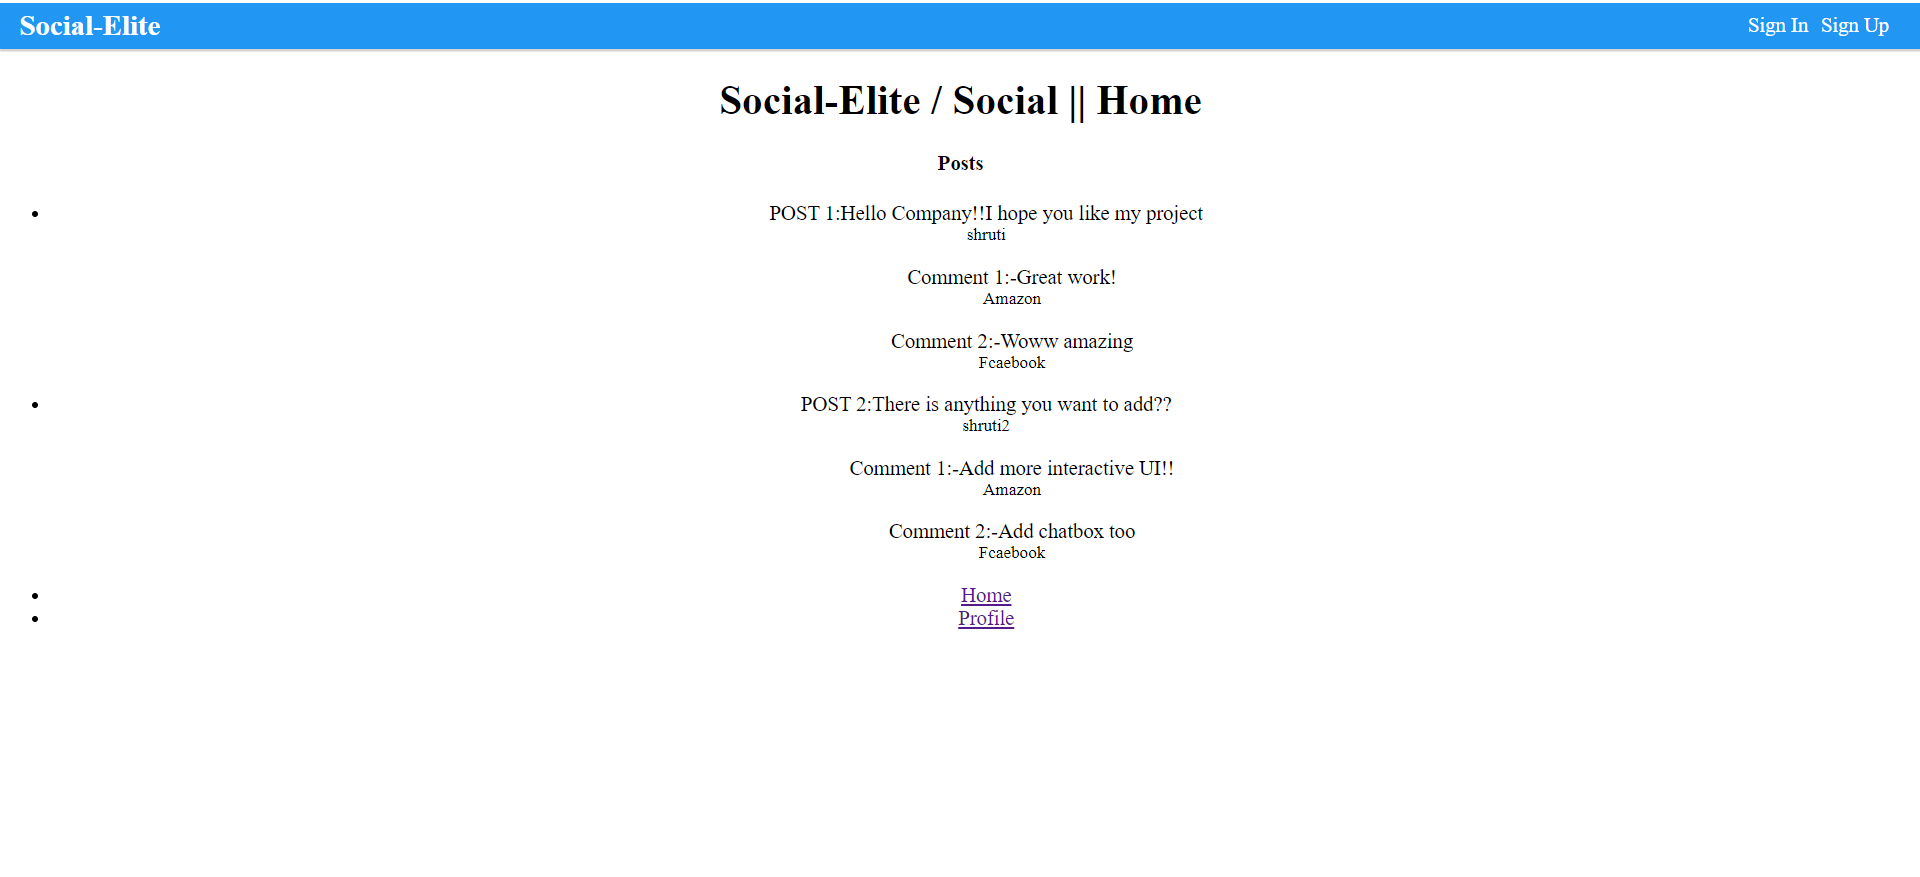 Social-Elite
Sign In Sign Up
Social-Elite / Social || Home
Posts
POST 1:Hello Company!!I hope you like my project
shruti
Comment 1:-Great work!
Amazon
Comment 2:-Woww amazing
Fcaebook
POST 2:There is anything you want to add??
shruti2
Comment 1:-Add more interactive UI!!
Amazon
Comment 2:-Add chatbox too
Fcaebook
Home
Profile